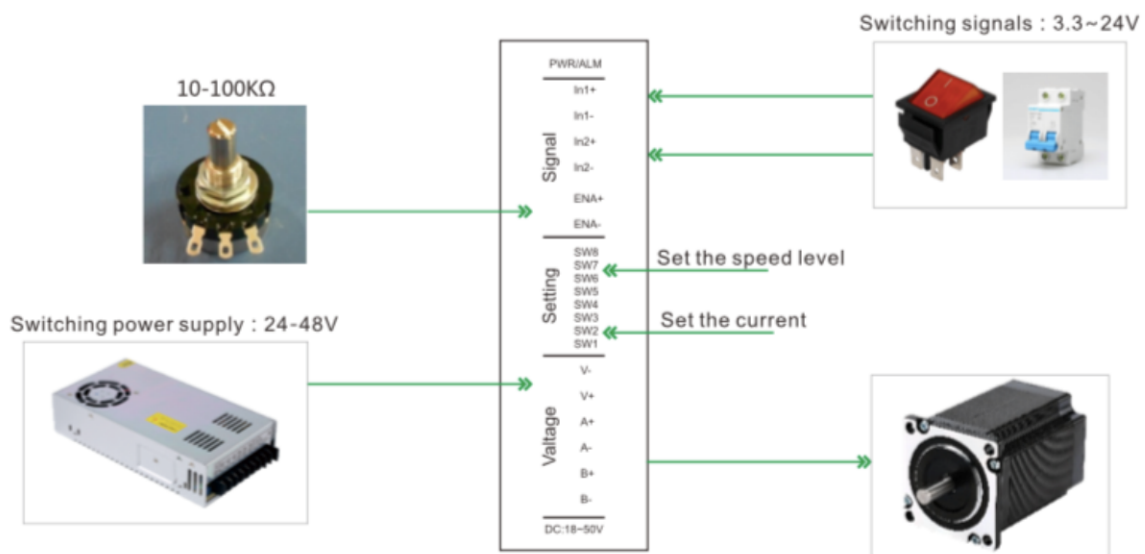 Switching signals : 3.3~24V
10-100KΩ
PWR/ALM
In1+
In1-
In2+
In2-
ENA+
ENA-
Signal
SW8
SW7
SW6
SW5
SW4
SW3
SW2
SW1
Setting
Set the speed level
Set the current
Switching power supply : 24-48V
V-
V+
A+
A-
B+
B-
Valtage
DC:18~50V